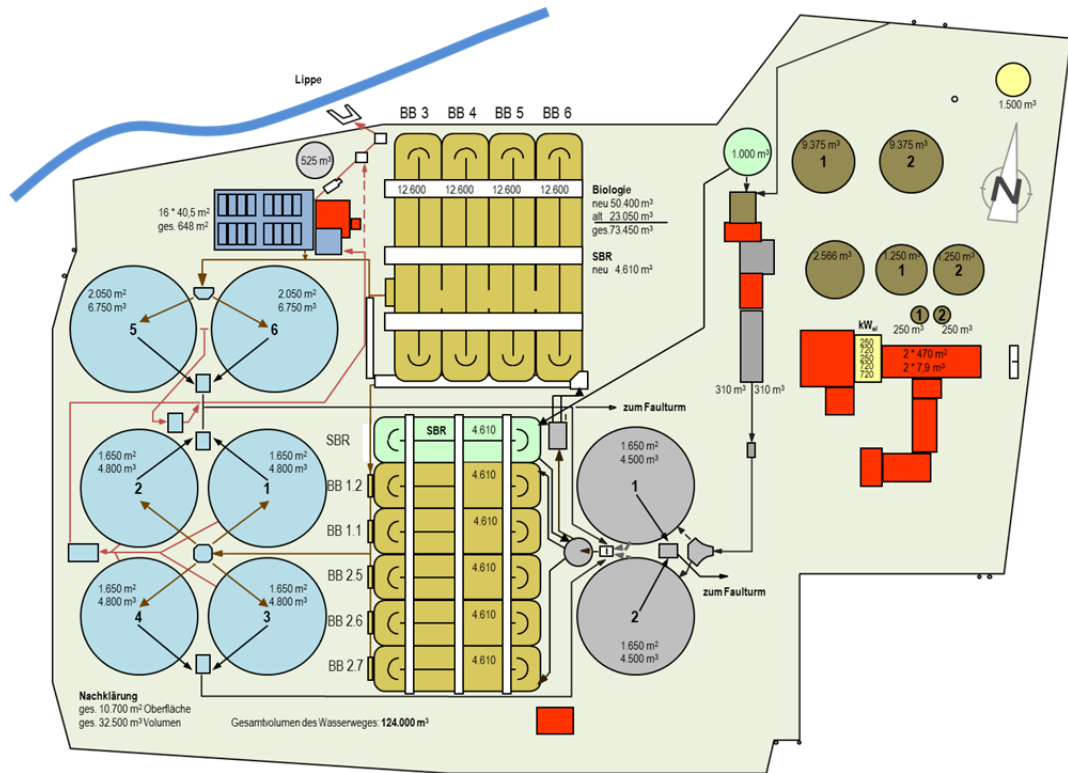 Lippe
BB 3
BB 4
BB 5
BB 6
1.500 m³
525 m³
1.000 m³
9.375 m³
1
9.375 m³
2
N
12.600
12.600
12.600
12.600
Biologie
neu 50.400 m³
alt 23.050 m³
ges.73.450 m³
SBR
neu 4.610 m³
16 * 40,5 m²
ges. 648 m²
2.566 m³
1.250 m³
1
1.250 m³
2
2.050 m²
6.750 m³
5
2.050 m²
6.750 m³
6
1
2
250 m³
250 m³
kWel
250
720
250
720
720
2 * 470 m²
2 * 7,9 m³
310 m³
310 m³
zum Faulturm
SBR
SBR
4.610
1.650 m²
4.800 m³
2
1.650 m²
4.800 m³
1
BB 1.2
4.610
1.650 m²
4.500 m³
1
BB 1.1
4.610
BB 2.5
4.610
zum Faulturm
1.650 m²
4.800 m³
4
1.650 m²
4.800 m³
3
BB 2.6
4.610
2
1.650 m²
4.500 m³
BB 2.7
4.610
Nachklärung
ges. 10.700 m² Oberfläche
ges. 32.500 m³ Volumen
Gesamtvolumen des Wasserweges: 124.000 m³